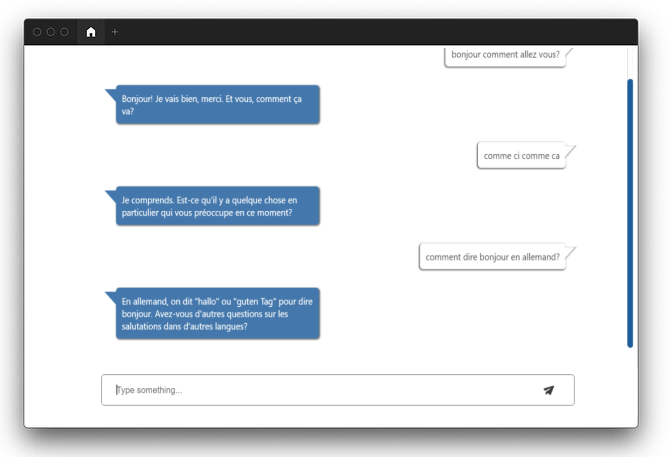 bonjour comment allez vous?
Bonjour! Je vais bien, merci. Et vous, comment ça
va?
comme ci comme ca
Je comprends. Est-ce qu'il y a quelque chose en
particulier qui vous préoccupe en ce moment?
comment dire bonjour en allemand?
En allemand, on dit "hallo" ou "guten Tag" pour dire
bonjour. Avez-vous d'autres questions sur les
salutations dans d'autres langues?
Type something...